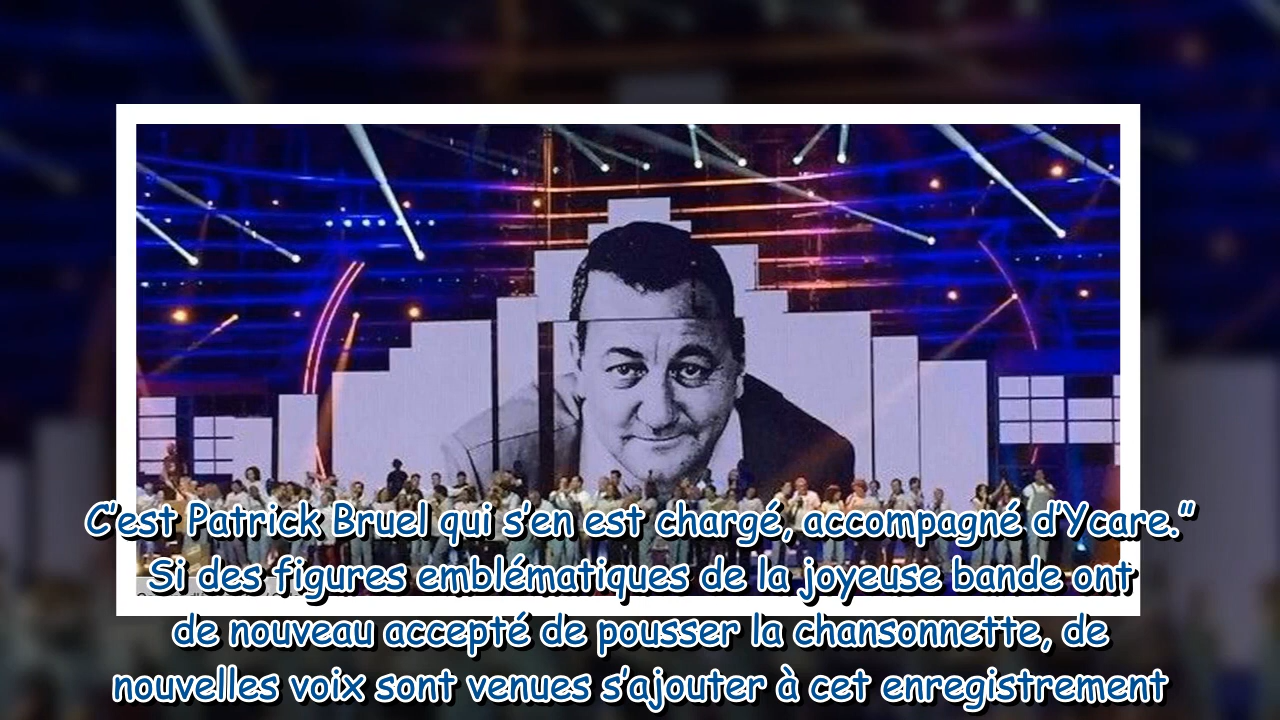 C'est Patrick Bruel qui s'en est chargé, accompagné d'Ycare.”
Si des figures emblématiques de la joyeuse bande ont
de nouveau accepté de pousser la chansonnette, de
nouvelles voix sont venues s'ajouter à cet enregistrement